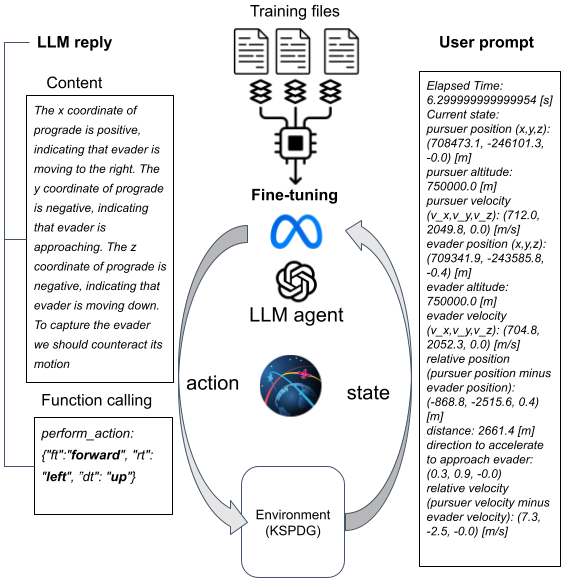 Training files
LLM reply
User prompt
Content
The x coordinate of
prograde is positive,
indicating that evader is
moving to the right. The
y coordinate of prograde
is negative, indicating
that evader is
approaching. The z
coordinate of prograde is
negative, indicating that
evader is moving down.
To capture the evader
we should counteract its
motion
Function calling
perform_action:
{"ft":"forward", "rt":
"left", "dt": "up"}
Fine-tuning
LLM agent
action
state
Environment
(KSPDG)
Elapsed Time:
6.299999999999954 [s]
Current state:
pursuer position (x,y,z):
(708473.1, -246101.3,
-0.0) [m]
pursuer altitude:
750000.0 [m]
pursuer velocity
(v_x,v_y,v_z): (712.0,
2049.8, 0.0) [m/s]
evader position (x,y,z):
(709341.9, -243585.8,
-0.4) [m]
evader altitude:
750000.0 [m]
evader velocity
(v_x,v_y,v_z): (704.8,
2052.3, 0.0) [m/s]
relative position
(pursuer position minus
evader position):
(-868.8, -2515.6, 0.4)
[m]
distance: 2661.4 [m]
direction to accelerate
to approach evader:
(0.3, 0.9, -0.0)
relative velocity
(pursuer velocity minus
evader velocity): (7.3,
-2.5, -0.0) [m/s]